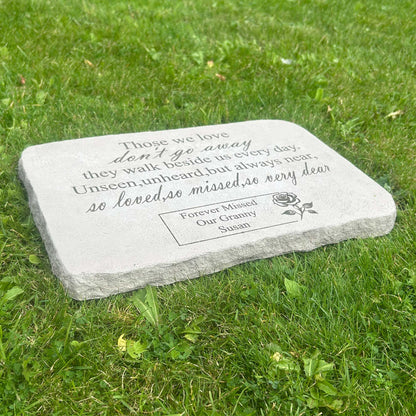 Those we love
don't go away
they walk beside us every day.
Unseen,unheard,but always near,
so loved,so missed,so very dear
Forever Missed
Our Granny
Susan